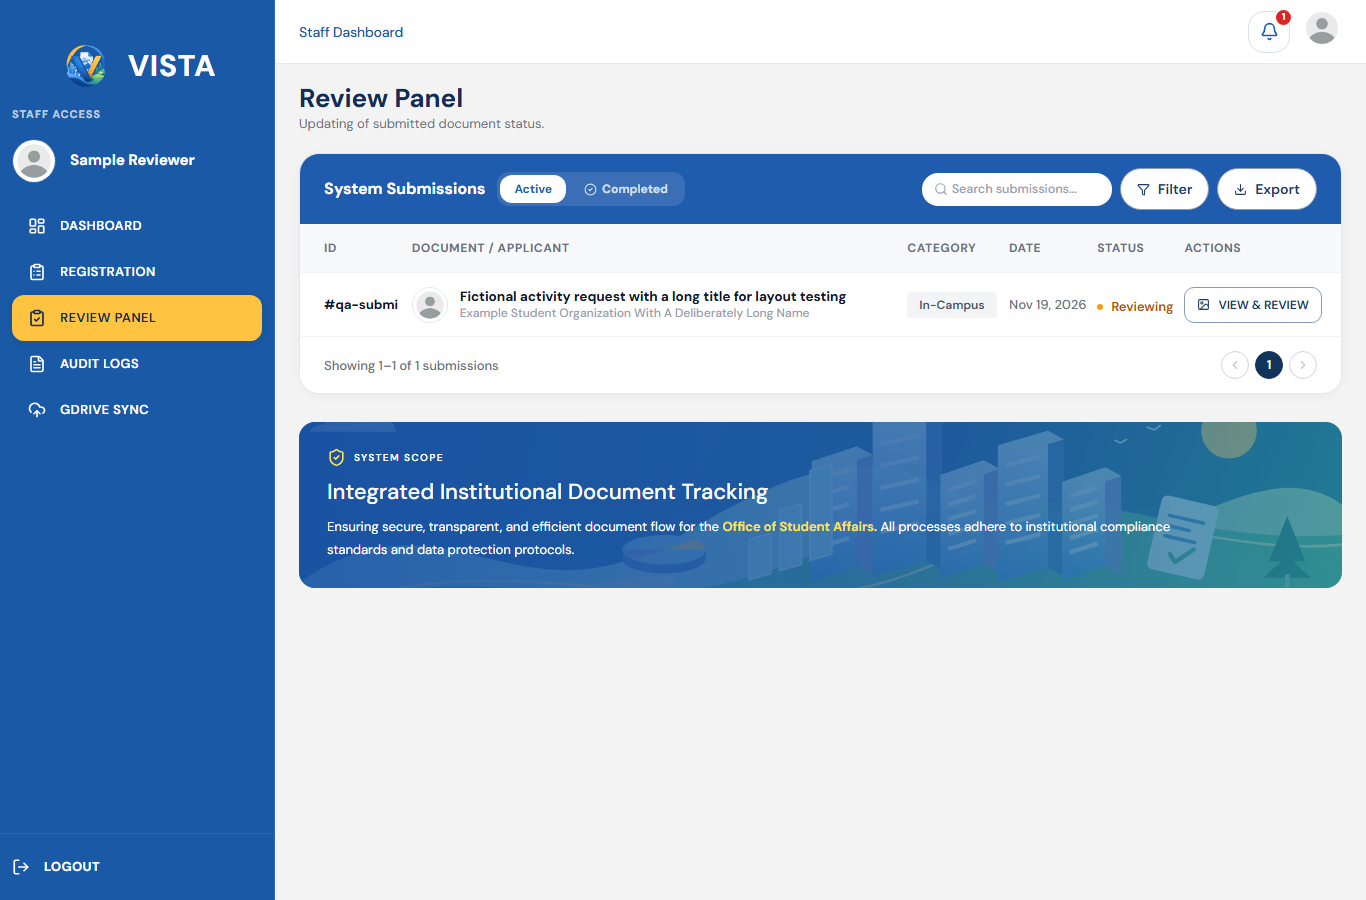 VISTA
STAFF ACCESS
Sample Reviewer
DASHBOARD
REGISTRATION
REVIEW PANEL
AUDIT LOGS
GDRIVE SYNC
LOGOUT
Staff Dashboard
1
Review Panel
Updating of submitted document status.
System Submissions
Active
Completed
Search submissions...
Filter
Export
ID DOCUMENT / APPLICANT CATEGORY DATE STATUS ACTIONS
#qa-submi
Fictional activity request with a long title for layout testing
Example Student Organization With A Deliberately Long Name
In-Campus
Nov 19, 2026
Reviewing
VIEW & REVIEW
Showing 1–1 of 1 submissions
1
SYSTEM SCOPE
Integrated Institutional Document Tracking
Ensuring secure, transparent, and efficient document flow for the Office of Student Affairs. All processes adhere to institutional compliance
standards and data protection protocols.